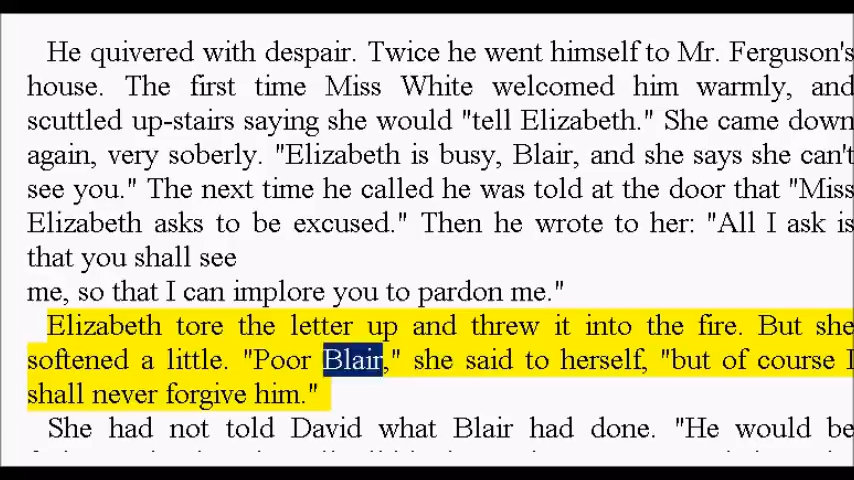 He quivered with despair. Twice he went himself to Mr. Ferguson's
house. The first time Miss White welcomed him warmly, and
scuttled up-stairs saying she would "tell Elizabeth." She came down
again, very soberly. "Elizabeth is busy, Blair, and she says she can't
see you." The next time he called he was told at the door that "Miss
Elizabeth asks to be excused." Then he wrote to her: "All I ask is
that you shall see
me, so that I can implore you to pardon me."
Elizabeth tore the letter up and threw it into the fire. But she
softened a little. "Poor Blair," she said to herself, "but of course I
shall never forgive him."
She had not told David what Blair had done. "He would be